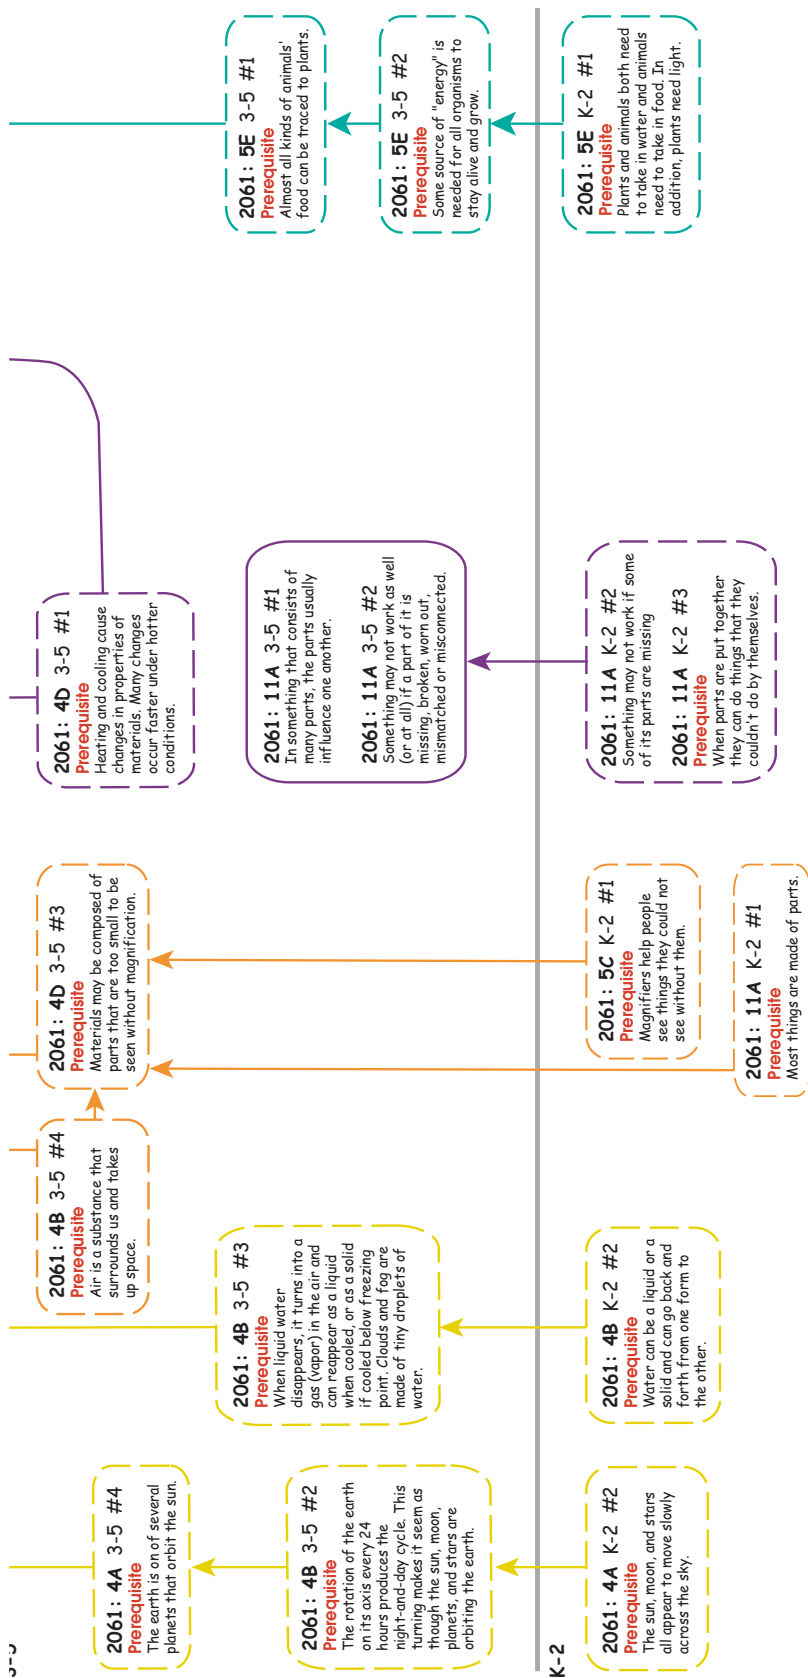 3-5
2061: 4A 3-5 #4
Prerequisite
The earth is on of several
planets that orbit the sun.
2061: 4B 3-5 #2
Prerequisite
The rotation of the earth
on its axis every 24
hours produces the
night-and-day cycle. This
turning makes it seem as
though the sun, moon,
planets, and stars are
orbiting the earth.
2061: 4B 3-5 #3
Prerequisite
When liquid water
disappears, it turns into a
gas (vapor) in the air and
can reappear as a liquid
when cooled, or as a solid
if cooled below freezing
point. Clouds and fog are
made of tiny droplets of
water.
2061: 4B 3-5 #4
Prerequisite
Air is a substance that
surrounds us and takes
up space.
2061: 4D 3-5 #3
Prerequisite
Materials may be composed of
parts that are too small to be
seen without magnification.
2061: 4D 3-5 #1
Prerequisite
Heating and cooling cause
changes in properties of
materials. Many changes
occur faster under hotter
conditions.
2061: 11A 3-5 #1
In something that consists of
many parts, the parts usually
influence one another.
2061: 11A 3-5 #2
Something may not work as well
(or at all) if a part of it is
missing, broken, worn out,
mismatched or misconnected.
2061: 5E 3-5 #1
Prerequisite
Almost all kinds of animals'
food can be traced to plants.
2061: 5E 3-5 #2
Prerequisite
Some source of "energy" is
needed for all organisms to
stay alive and grow.
K-2
2061: 4A K-2 #2
Prerequisite
The sun, moon, and stars
all appear to move slowly
across the sky.
2061: 4B K-2 #2
Prerequisite
Water can be a liquid or a
solid and can go back and
forth from one form to
the other.
2061: 5C K-2 #1
Prerequisite
Magnifiers help people
see things they could not
see without them.
2061: 11A K-2 #1
Prerequisite
Most things are made of parts.
2061: 11A K-2 #2
Something may not work if some
of its parts are missing
2061: 11A K-2 #3
Prerequisite
When parts are put together
they can do things that they
couldn't do by themselves.
2061: 5E K-2 #1
Prerequisite
Plants and animals both need
to take in water and animals
need to take in food. In
addition, plants need light.